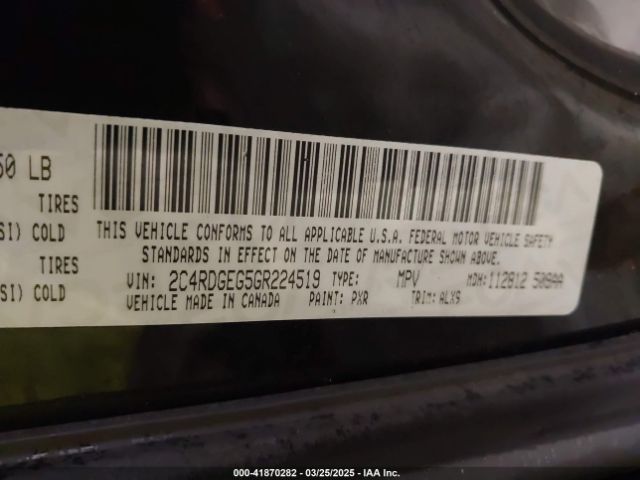 50 LB
TIRES
SI) COLD
TIRES
SI) COLD
THIS VEHICLE CONFORMS TO ALL APPLICABLE U.S.A. FEDERAL MOTOR VEHICLE SAFETY
STANDARDS IN EFFECT ON THE DATE OF MANUFACTURE SHOWN ABOVE.
VIN: 2C4RDGEG5GR224519 TYPE: MPV MDH: 112812 509AA
VEHICLE MADE IN CANADA PAINT: PXR TRIM: ALX9
000-41870282 / 03/25/2025 / IAA Inc.